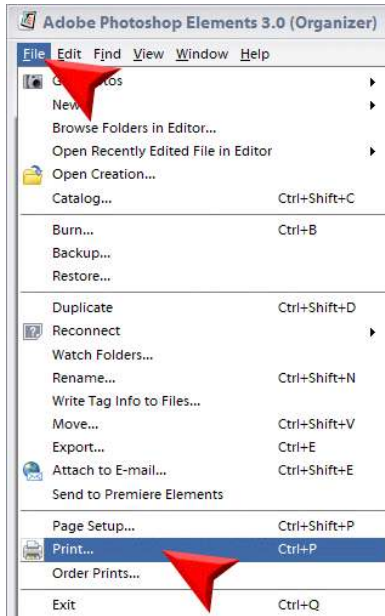 Adobe Photoshop Elements 3.0 (Organizer)
File Edit Find View Window Help
New
Browse Folders in Editor...
Open Recently Edited File in Editor
Open Creation...
Catalog... Ctrl+Shift+C
Burn... Ctrl+B
Backup...
Restore...
Duplicate Ctrl+Shift+D
Reconnect
Watch Folders...
Rename... Ctrl+Shift+N
Write Tag Info to Files...
Move... Ctrl+Shift+V
Export... Ctrl+E
Attach to E-mail... Ctrl+Shift+E
Send to Premiere Elements
Page Setup... Ctrl+Shift+P
Print... Ctrl+P
Order Prints...
Exit Ctrl+Q